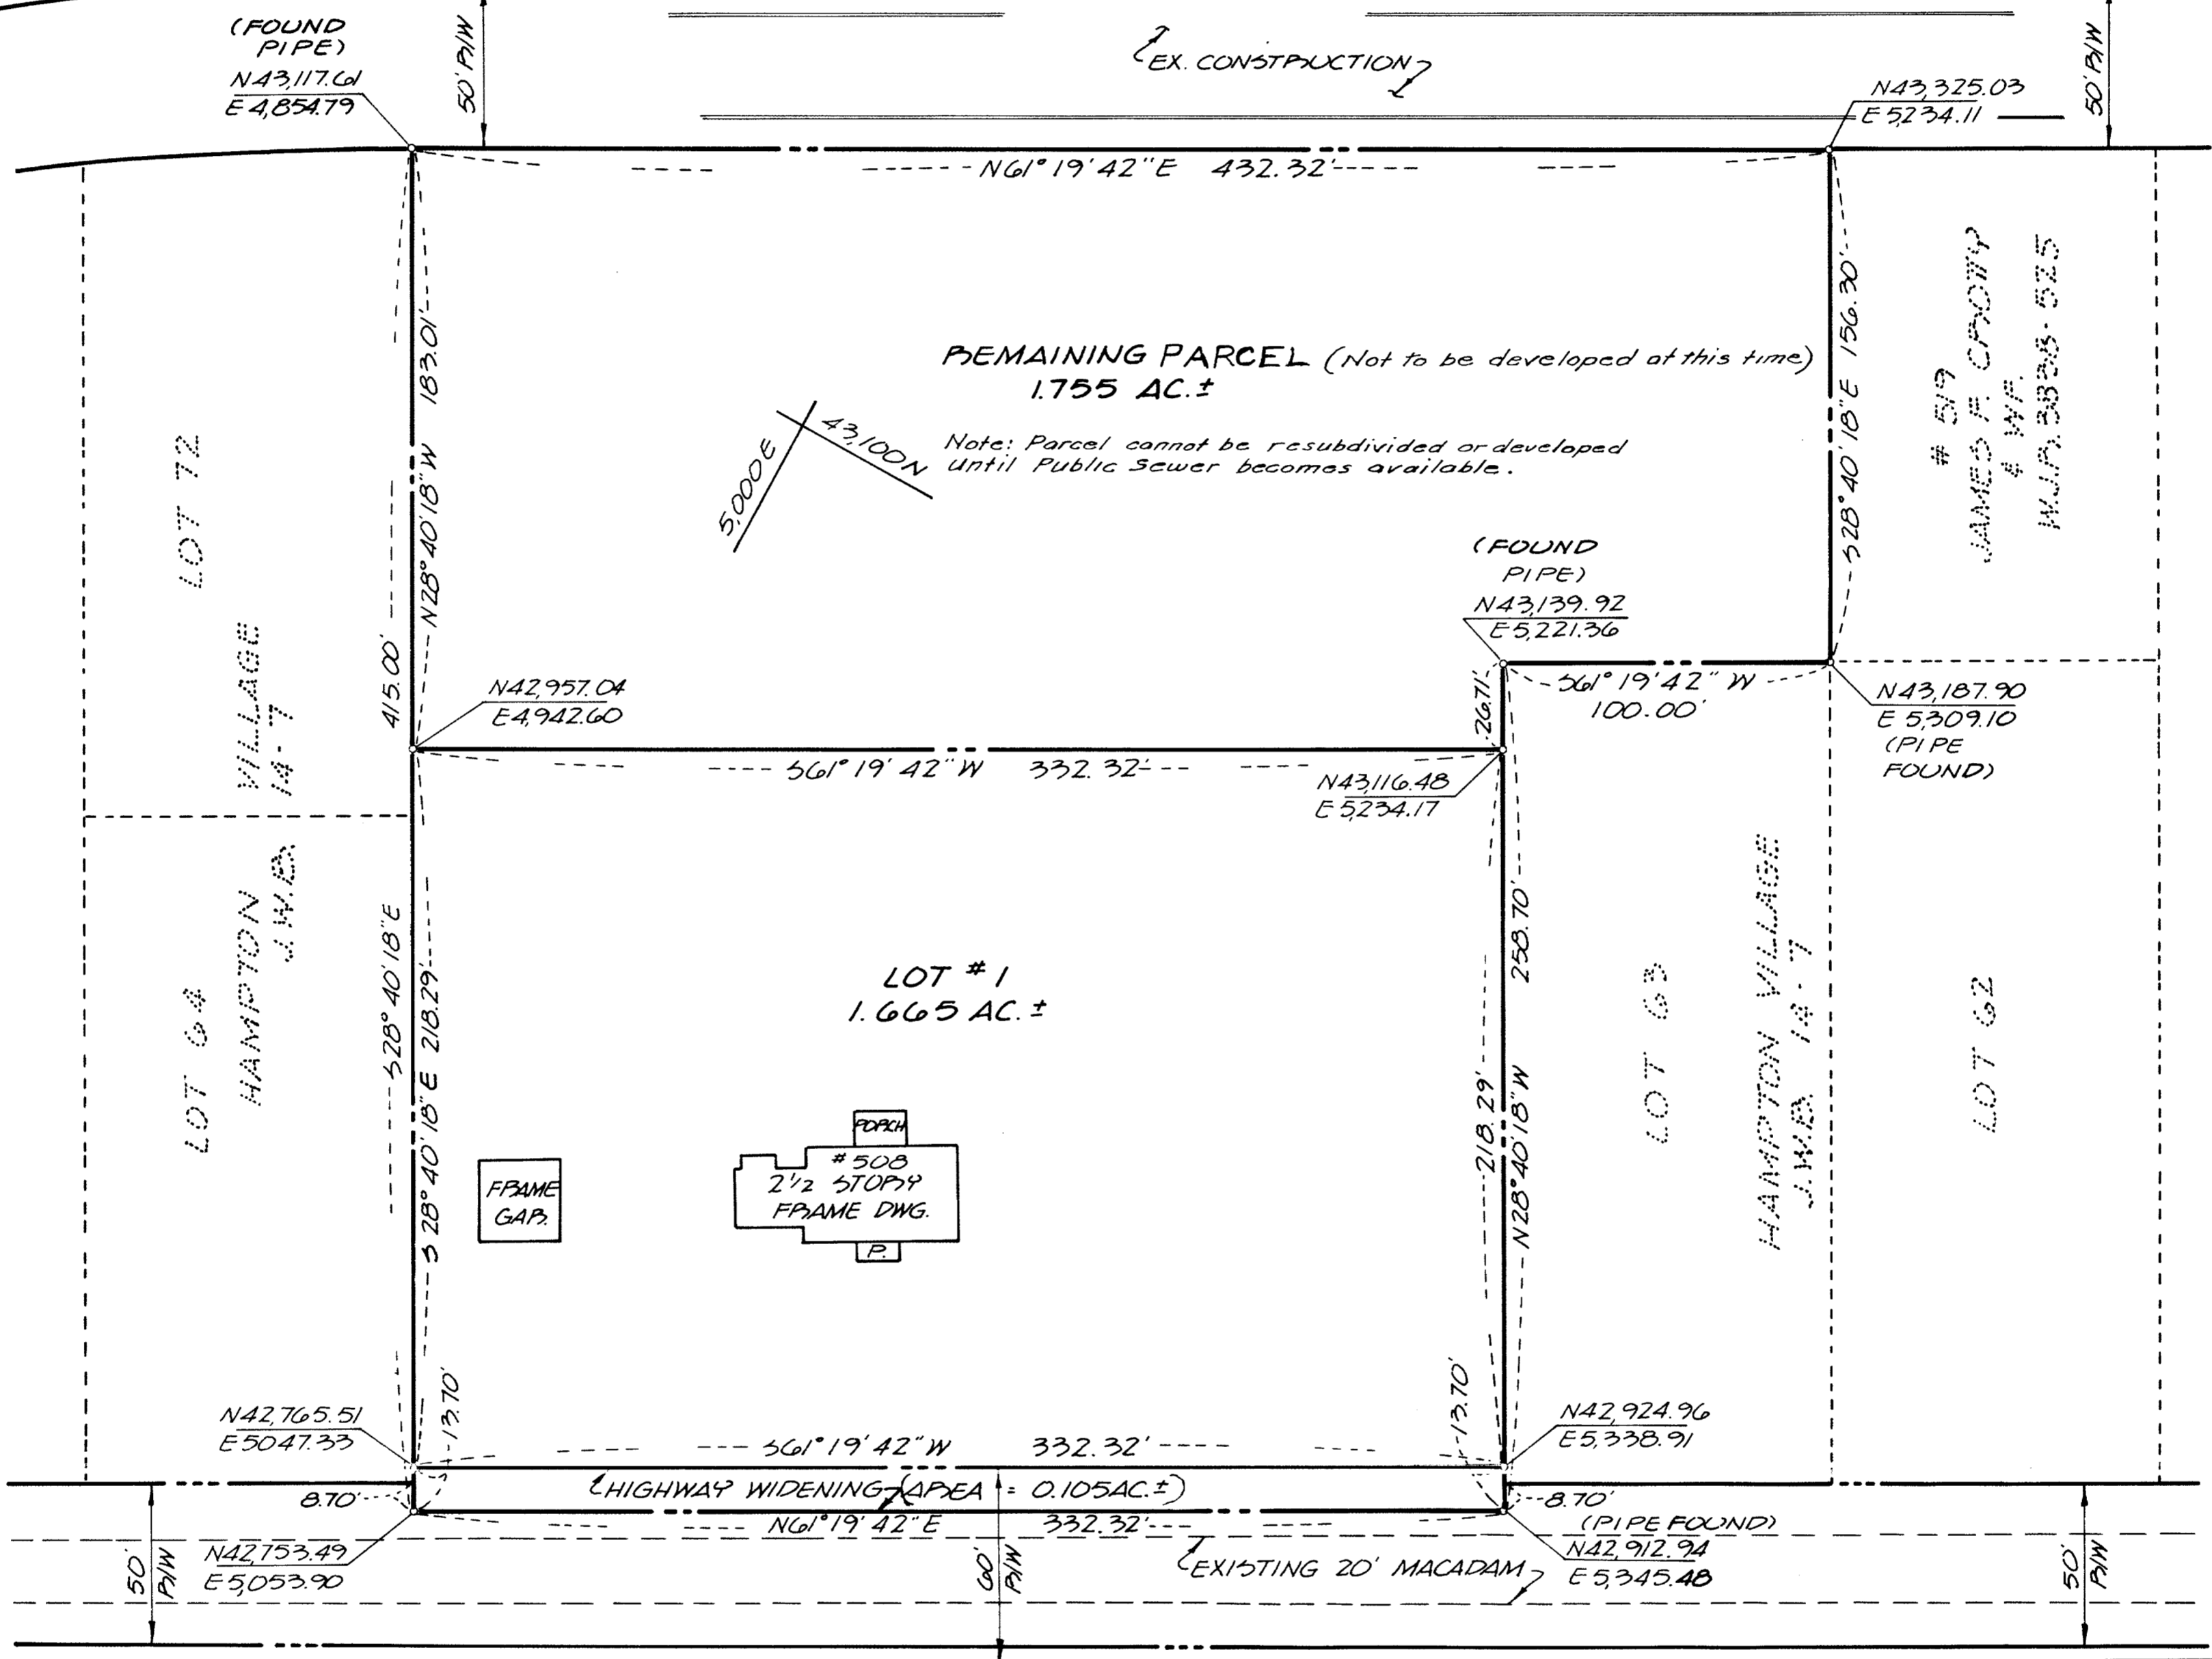 (FOUND
PIPE)
N43,117.61
E4,854.79
50' R/W
EX. CONSTRUCTION
50' R/W
N43,325.03
E5,234.11
N61°19'42"E 432.32'
LOT 72
VILLAGE
14-7
415.00'
N28°40'18"W 183.01'
REMAINING PARCEL (Not to be developed at this time)
1.755 AC.±
Note: Parcel cannot be resubdivided or developed
until Public Sewer becomes available.
5,000E
43,100N
S28°40'18"E 156.30'
# 519
JAMES F. CROTTY
& WF.
(FOUND
PIPE)
N43,139.92
E5,221.36
26.71'
S61°19'42" W
100.00'
N43,187.90
E5,309.10
(PIPE
FOUND)
N42,957.04
E4,942.60
S61°19'42"W 332.32'
N43,116.48
E5,234.17
LOT 64
HAMPTON
J.W.B.
S28°40'18"E
S28°40'18"E 218.29'
LOT #1
1.665 AC.±
218.29'
N28°40'18"W 258.70'
LOT 63
HAMPTON VILLAGE
J.W.B. 14-7
LOT 62
FRAME
GAR.
PORCH
#508
2 1/2 STORY
FRAME DWG.
P.
N42,765.51
E5047.33
13.70'
S61°19'42"W 332.32'
13.70'
N42,924.96
E5,338.91
HIGHWAY WIDENING (AREA = 0.105AC.±)
8.70'
8.70'
N61°19'42"E 332.32'
(PIPE FOUND)
N42,753.49
E5,053.90
N42,912.94
E5,345.48
50'
R/W
60'
R/W
EXISTING 20' MACADAM
50'
R/W